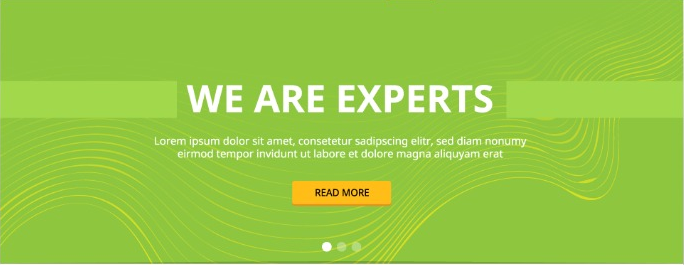 WE ARE EXPERTS
Lorem ipsum dolor sit amet, consetetur sadipscing elitr, sed diam nonumy
eirmod tempor invidunt ut labore et dolore magna aliquyam erat
READ MORE